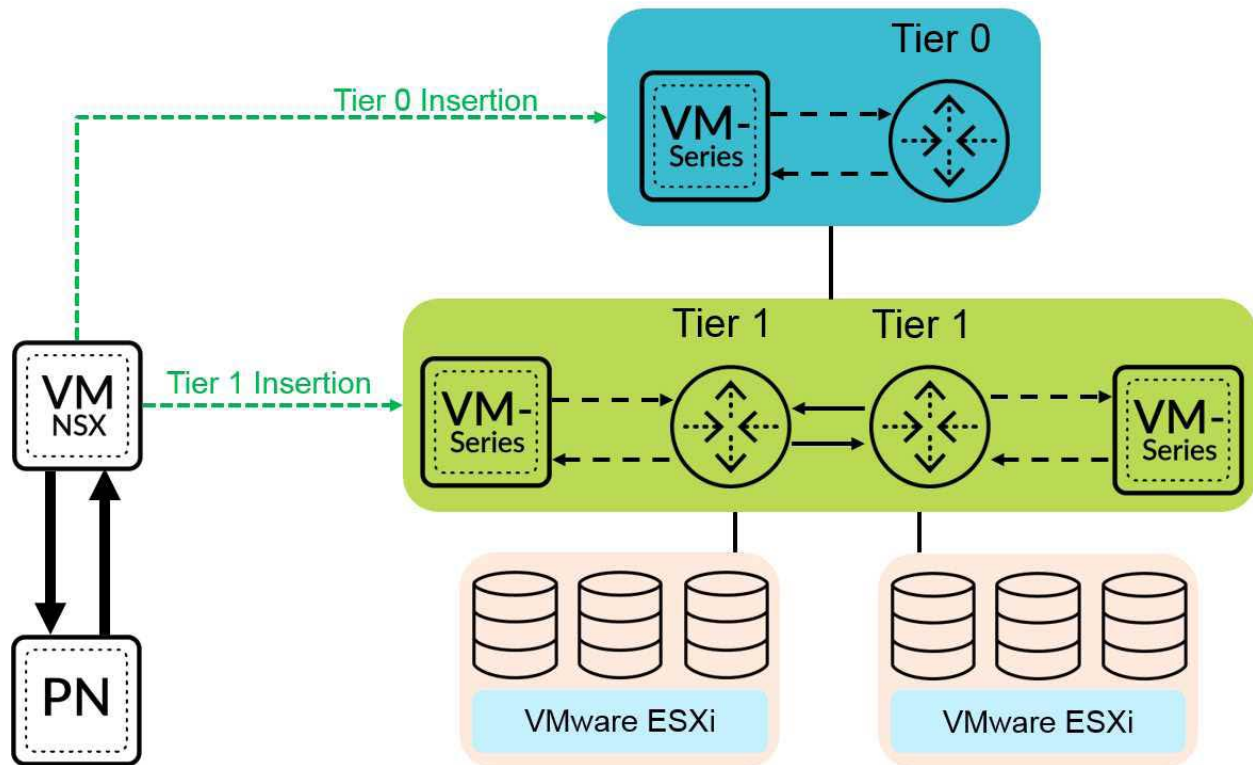 Tier 0
Tier 0 Insertion
VM-
Series
Tier 1
Tier 1
VM
NSX
Tier 1 Insertion
VM-
Series
VM-
Series
PN
VMware ESXi
VMware ESXi